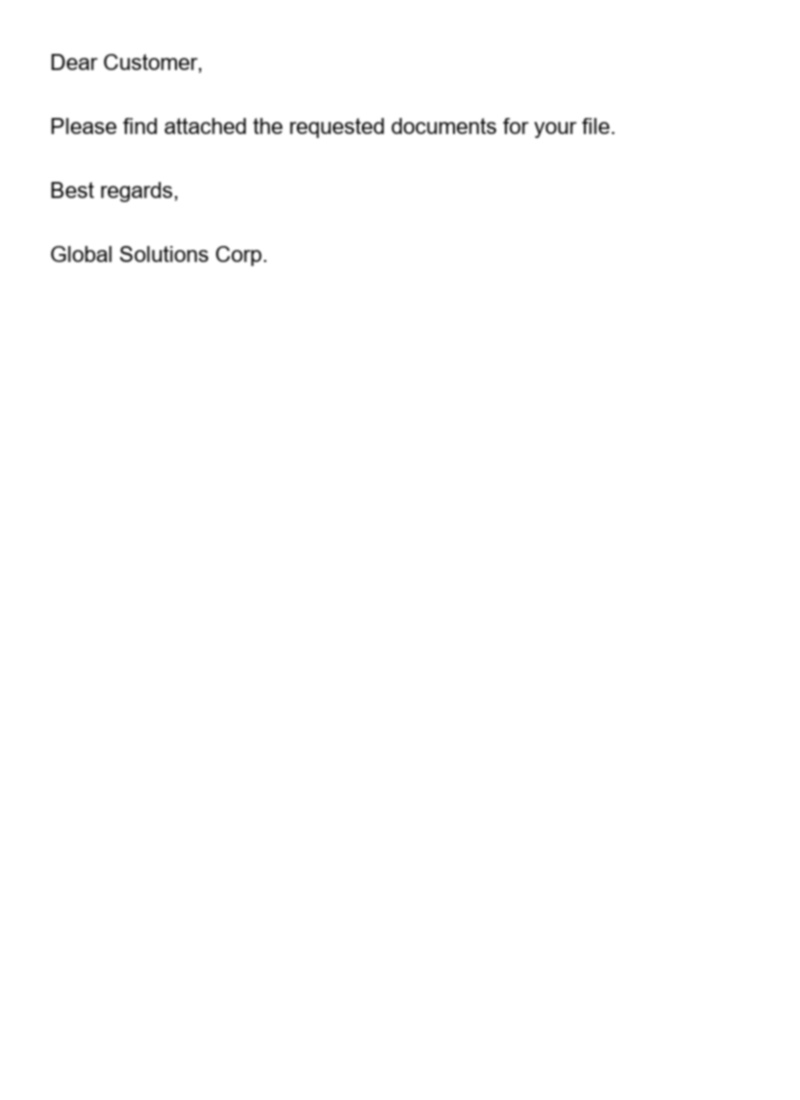 Dear Customer,
Please find attached the requested documents for your file.
Best regards,
Global Solutions Corp.